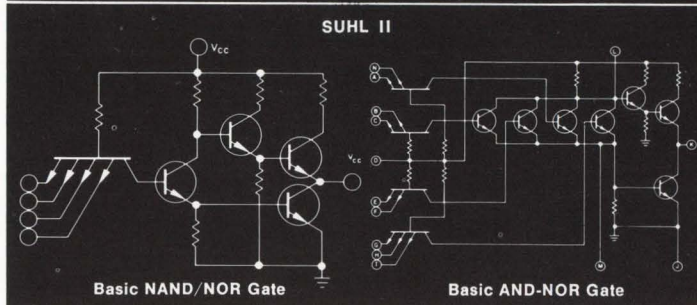 SUHL II
Vcc
Vcc
N
A
B
C
D
E
F
G
H
I
L
K
M
J
Basic NAND/NOR Gate
Basic AND-NOR Gate